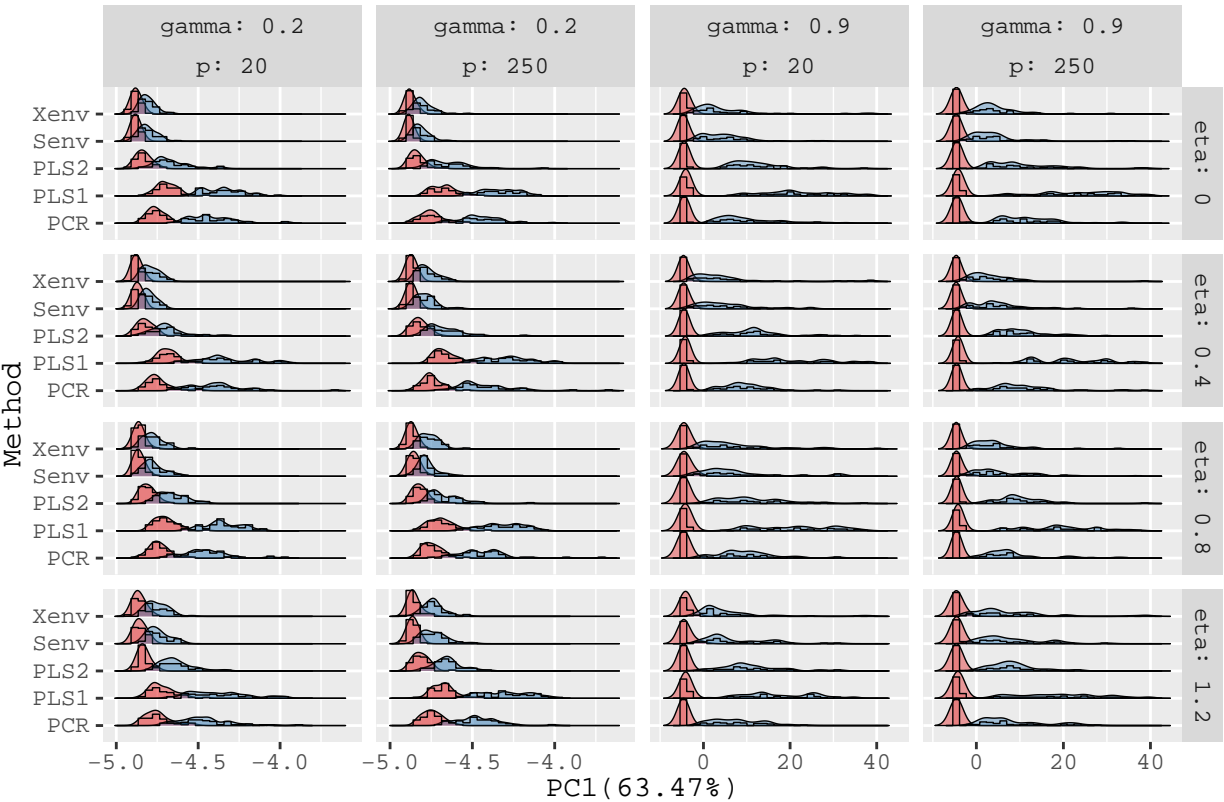 gamma: 0.2 gamma: 0.2 gamma: 0.9 gamma: 0.9
p: 20 p: 250 p: 20 p: 250
Xenv
Senv
PLS2
PLS1
PCR
eta: 0
Xenv
Senv
PLS2
PLS1
PCR
eta: 0.4
Method
Xenv
Senv
PLS2
PLS1
PCR
eta: 0.8
Xenv
Senv
PLS2
PLS1
PCR
eta: 1.2
−5.0 −4.5 −4.0 −5.0 −4.5 −4.0 0 20 40 0 20 40
PC1(63.47%)